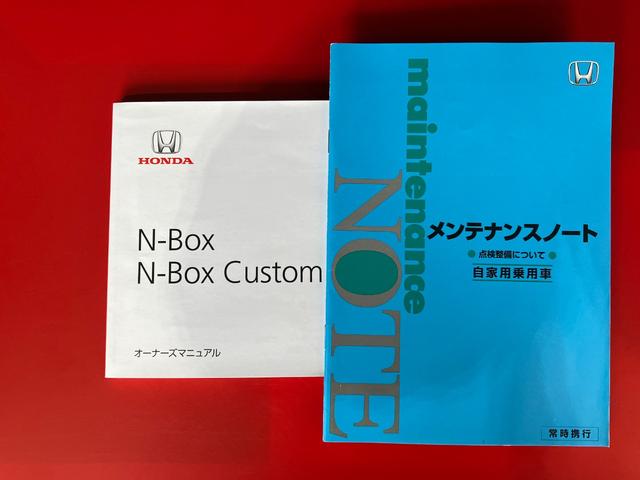 HONDA
N-Box
N-Box Custom
オーナーズマニュアル
maintenance
NOTE
メンテナンスノート
点検整備について
自家用乗用車
常時携行